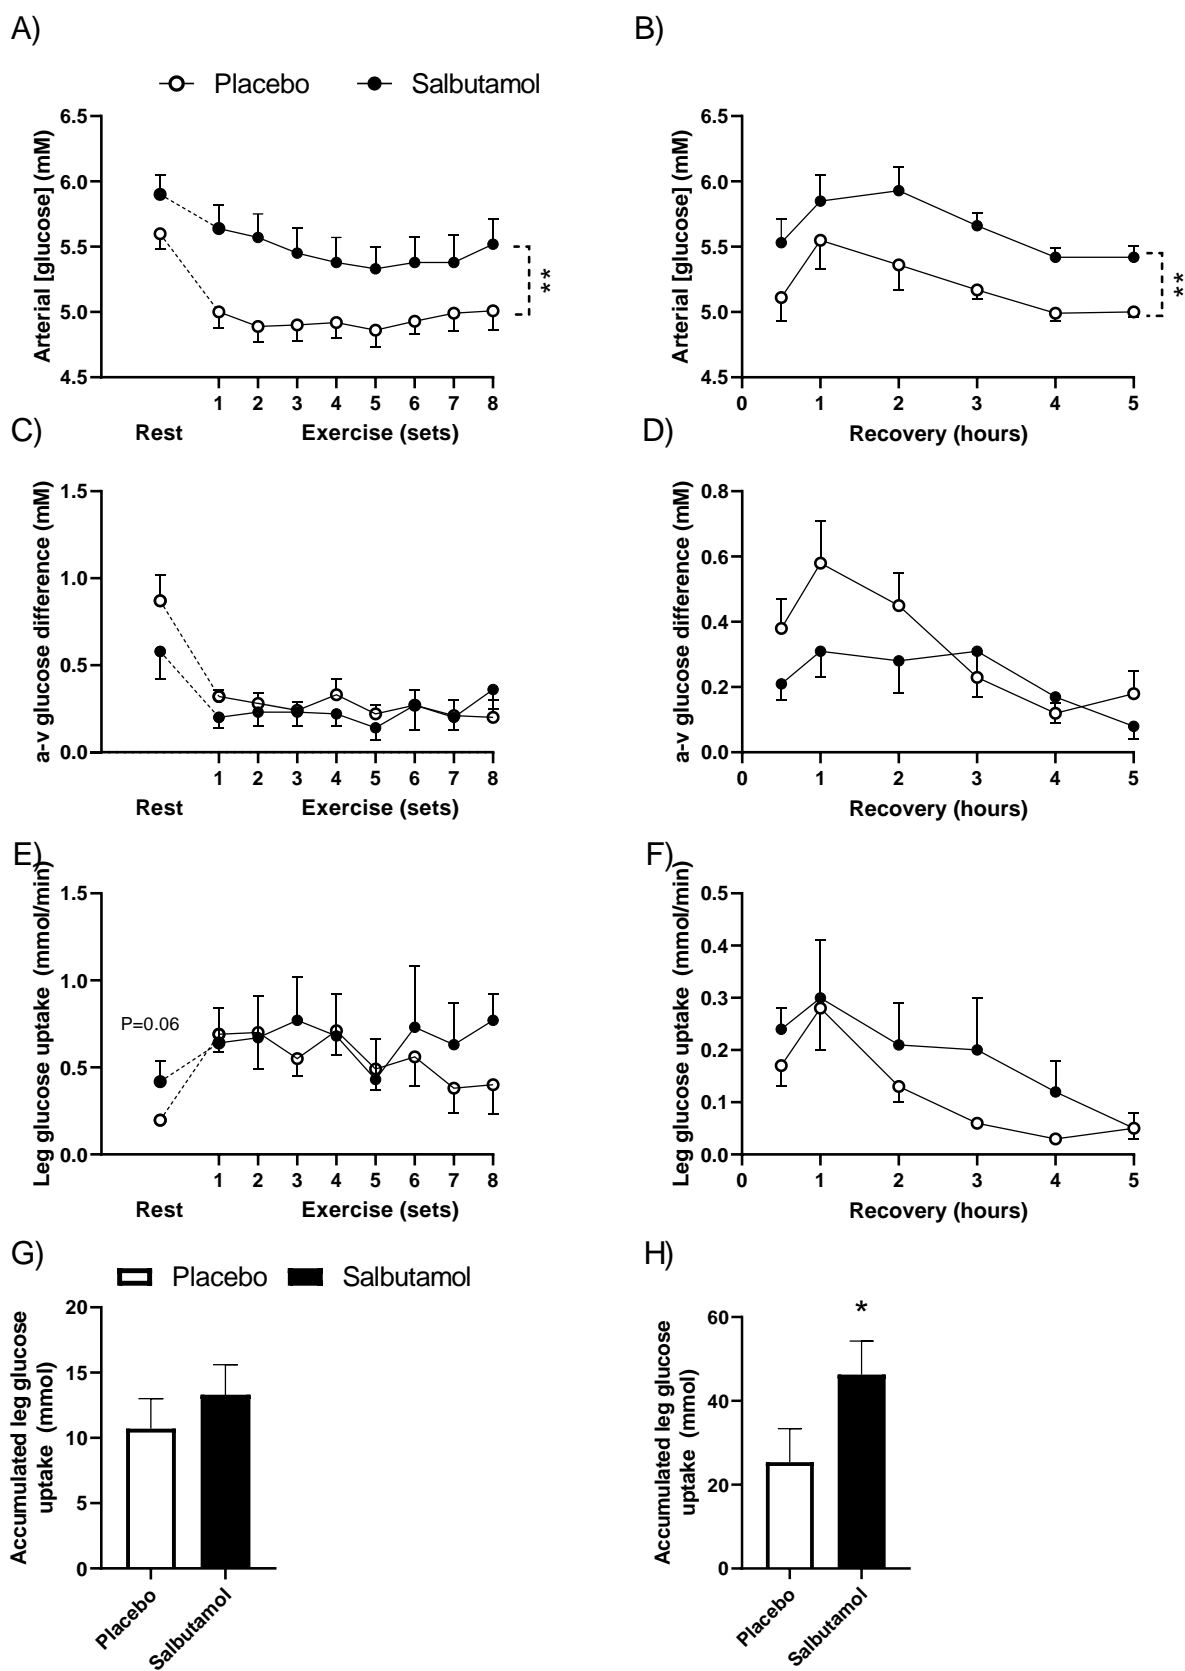 A)
B)
Placebo
Salbutamol
6.5
6.0
5.5
5.0
4.5
Arterial [glucose] (mM)
**
1 2 3 4 5 6 7 8
Rest
Exercise (sets)
6.5
6.0
5.5
5.0
4.5
Arterial [glucose] (mM)
**
0 1 2 3 4 5
Recovery (hours)
C)
D)
1.5
1.0
0.5
0.0
a-v glucose difference (mM)
1 2 3 4 5 6 7 8
Rest
Exercise (sets)
0.8
0.6
0.4
0.2
0.0
a-v glucose difference (mM)
0 1 2 3 4 5
Recovery (hours)
E)
F)
1.5
1.0
0.5
0.0
Leg glucose uptake (mmol/min)
P=0.06
1 2 3 4 5 6 7 8
Rest
Exercise (sets)
0.5
0.4
0.3
0.2
0.1
0.0
Leg glucose uptake (mmol/min)
0 1 2 3 4 5
Recovery (hours)
G)
H)
Placebo
Salbutamol
20
15
10
5
0
Accumulated leg glucose
uptake (mmol)
Placebo
Salbutamol
60
40
20
0
Accumulated leg glucose
uptake (mmol)
*
Placebo
Salbutamol